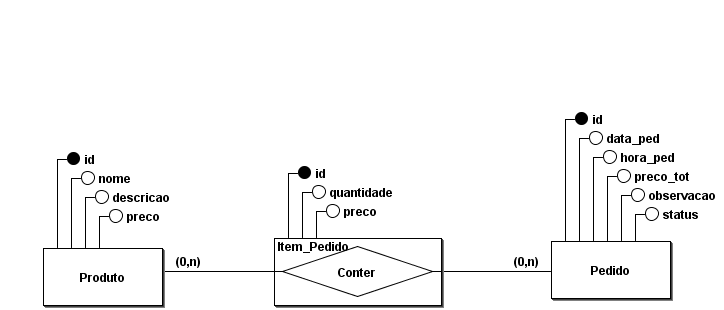 id
nome
descricao
preco
Produto
(0,n)
id
quantidade
preco
Item_Pedido
Conter
(0,n)
id
data_ped
hora_ped
preco_tot
observacao
status
Pedido